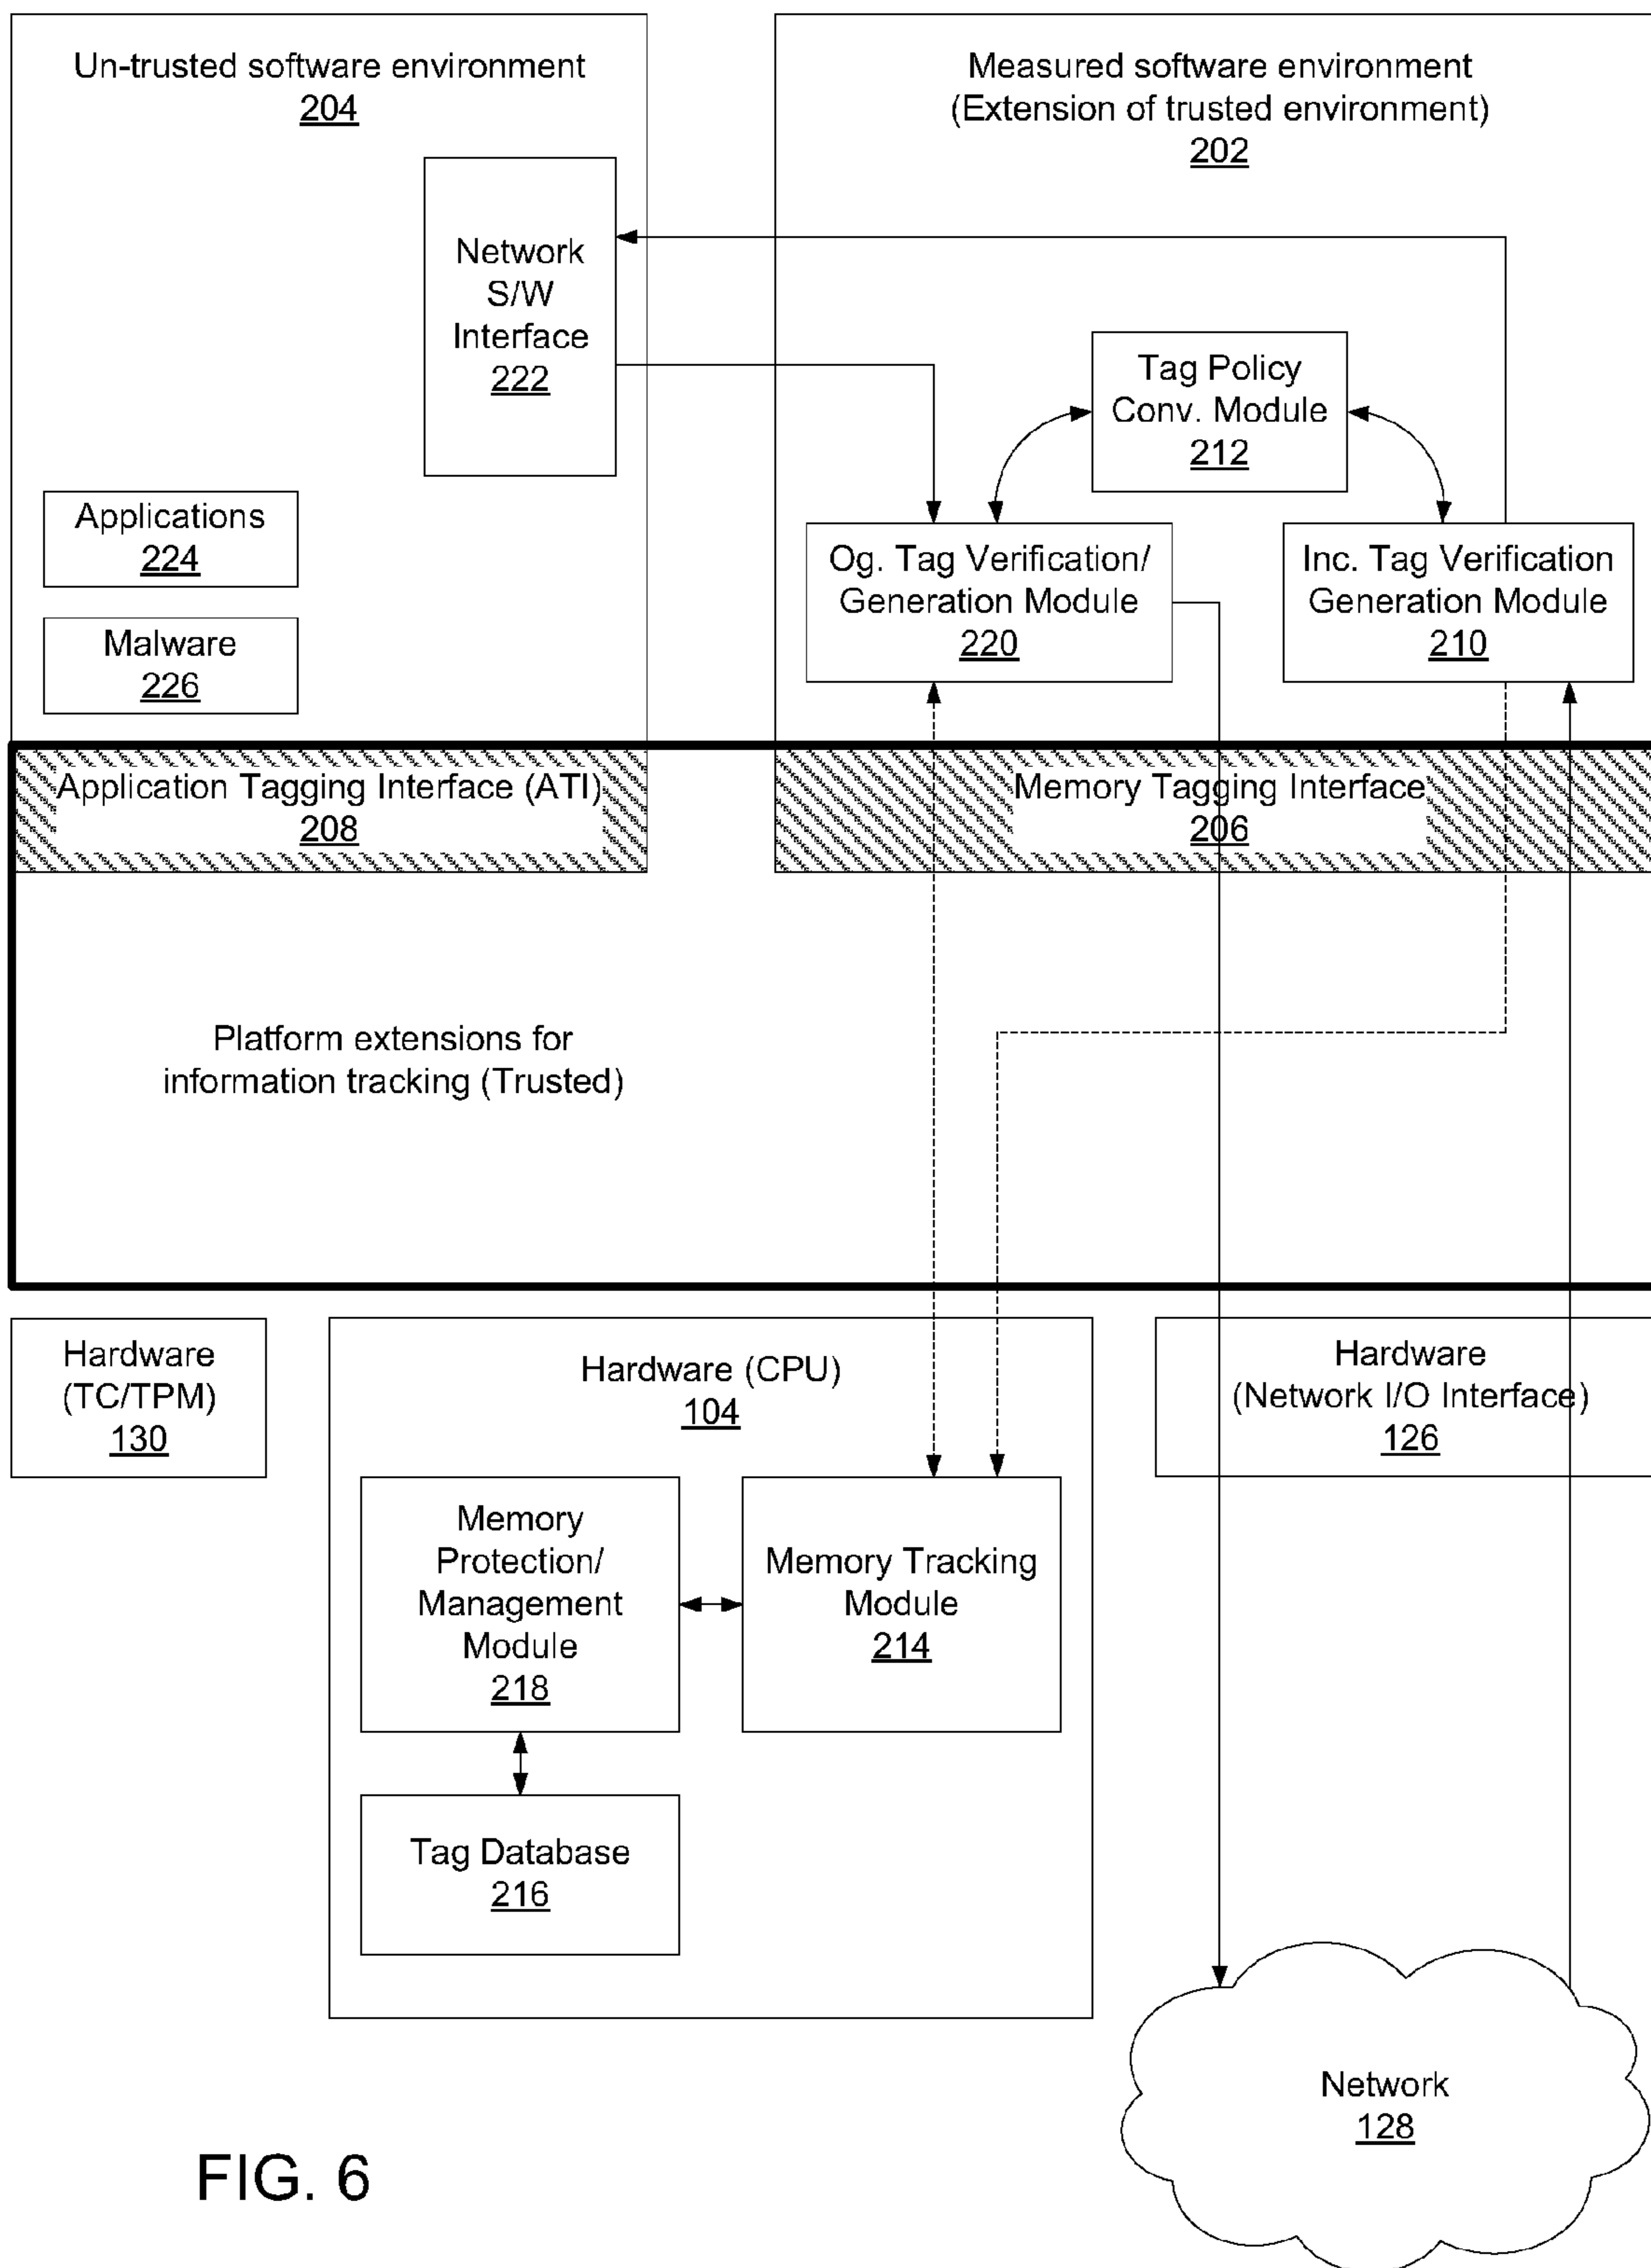 Un-trusted software environment
204
Measured software environment
(Extension of trusted environment)
202
Network
S/W
Interface
222
Tag Policy
Conv. Module
212
Applications
224
Og. Tag Verification/
Generation Module
220
Inc. Tag Verification
Generation Module
210
Malware
226
Application Tagging Interface (ATI)
208
Memory Tagging Interface
206
Platform extensions for
information tracking (Trusted)
Hardware
(TC/TPM)
130
Hardware (CPU)
104
Hardware
(Network I/O Interface)
126
Memory
Protection/
Management
Module
218
Memory Tracking
Module
214
Tag Database
216
Network
128
FIG. 6